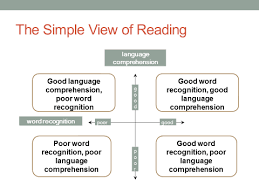 The Simple View of Reading
language
comprehension
Good language
comprehension,
poor word
recognition
Good word
recognition, good
language
comprehension
good
word recognition
poor
good
Poor word
recognition, poor
language
comprehension
Good word
recognition, poor
language
comprehension